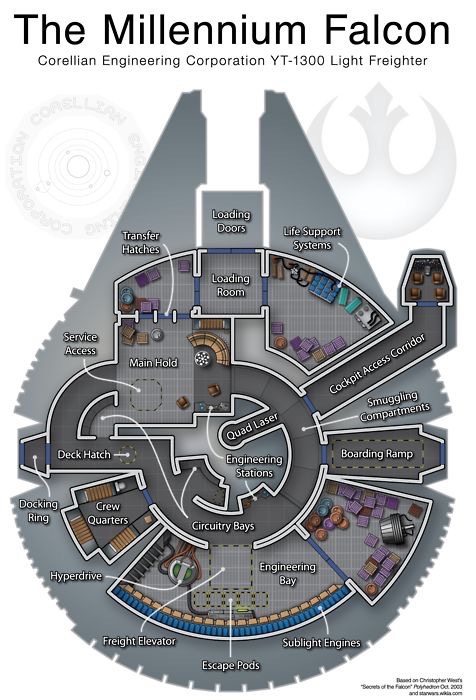 The Millennium Falcon
Corellian Engineering Corporation YT-1300 Light Freighter
CORELLIAN ENGINEERING CORPORATION
Loading
Doors
Transfer
Hatches
Life Support
Systems
Loading
Room
Service
Access
Main Hold
Cockpit Access Corridor
Smuggling
Compartments
Quad Laser
Deck Hatch
Engineering
Stations
Boarding Ramp
Docking
Ring
Crew
Quarters
Circuitry Bays
Hyperdrive
Engineering
Bay
Freight Elevator
Sublight Engines
Escape Pods
Based on Christopher West's
"Secrets of the Falcon" Polyhedron Oct. 2003
and starwars.wikia.com